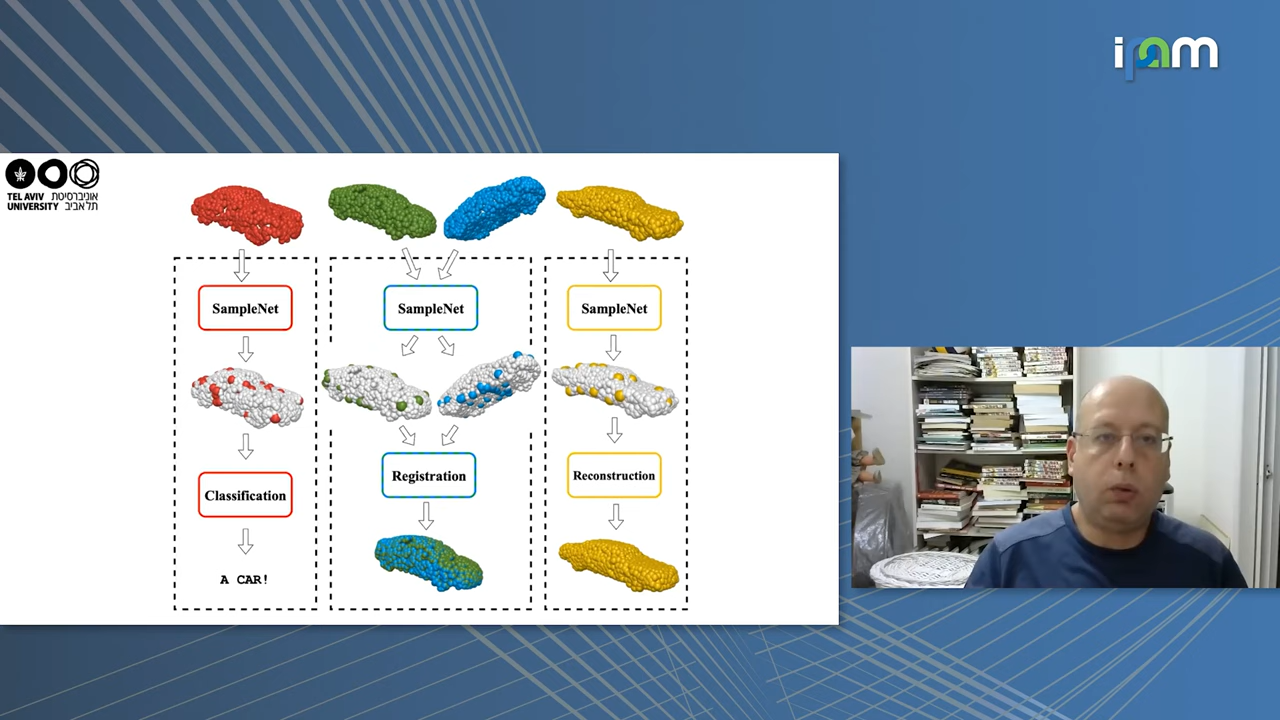 ipam
TEL AVIV אוניברסיטת
UNIVERSITY תל אביב
SampleNet
SampleNet
SampleNet
Classification
Registration
Reconstruction
A CAR!